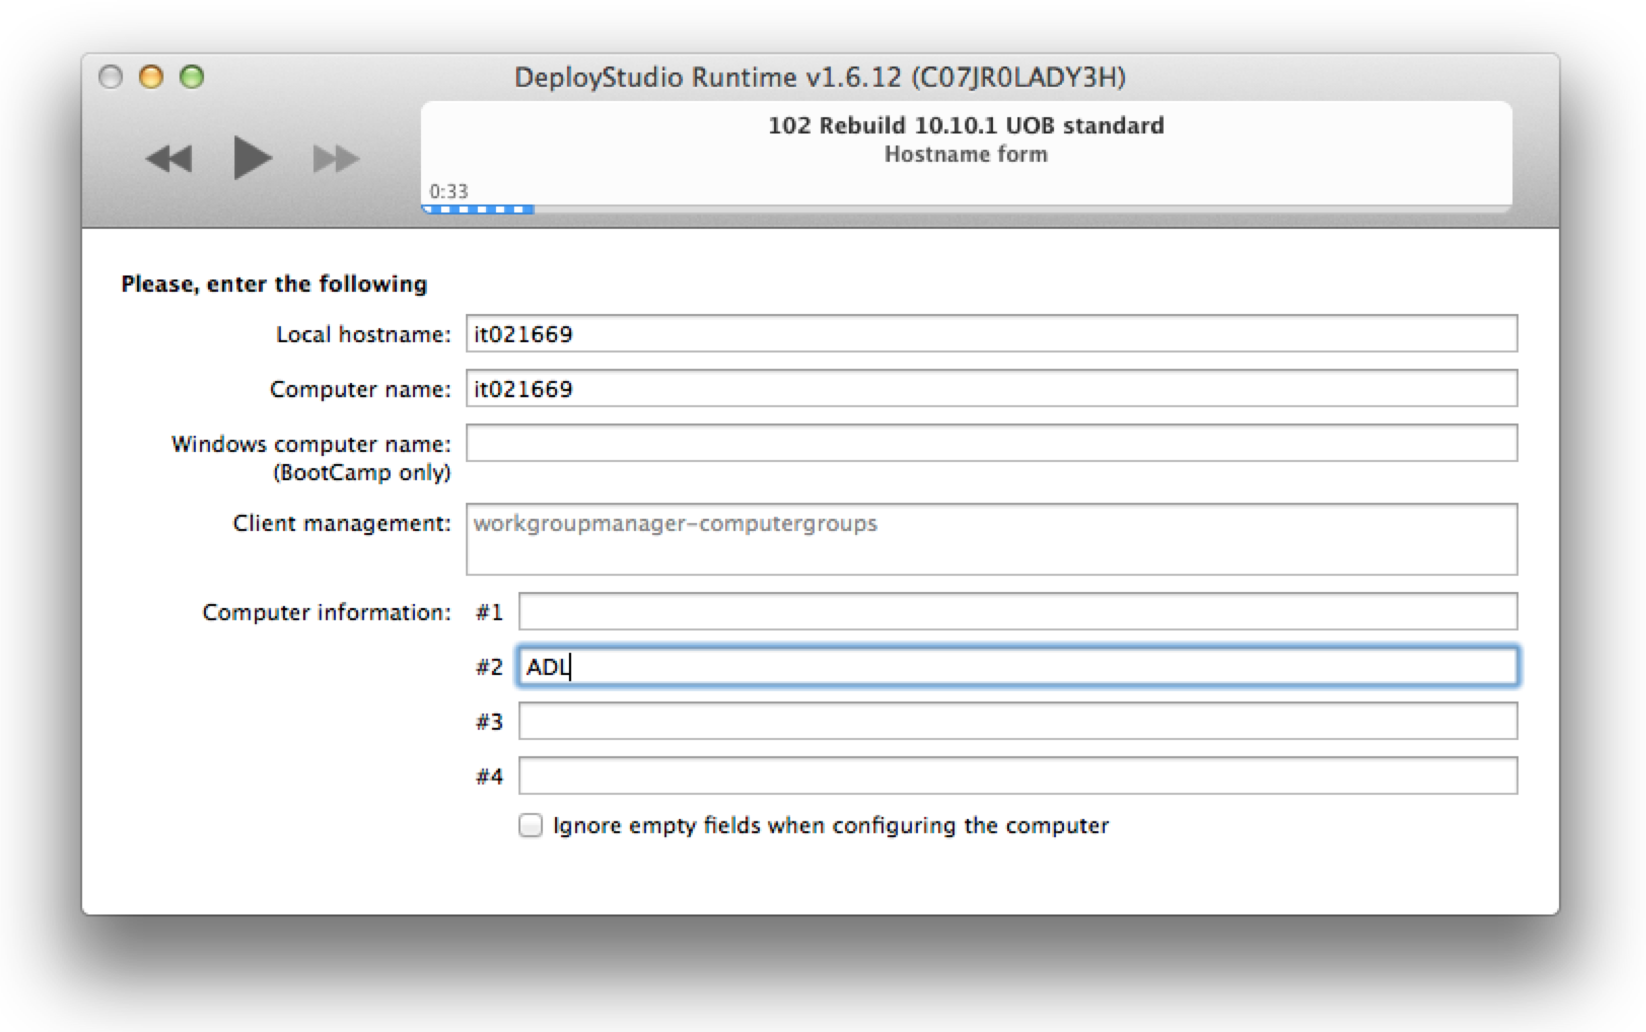 DeployStudio Runtime v1.6.12 (C07JR0LADY3H)
102 Rebuild 10.10.1 UOB standard
Hostname form
0:33
Please, enter the following
Local hostname: it021669
Computer name: it021669
Windows computer name:
(BootCamp only)
Client management: workgroupmanager-computergroups
Computer information: #1
#2 ADL
#3
#4
Ignore empty fields when configuring the computer